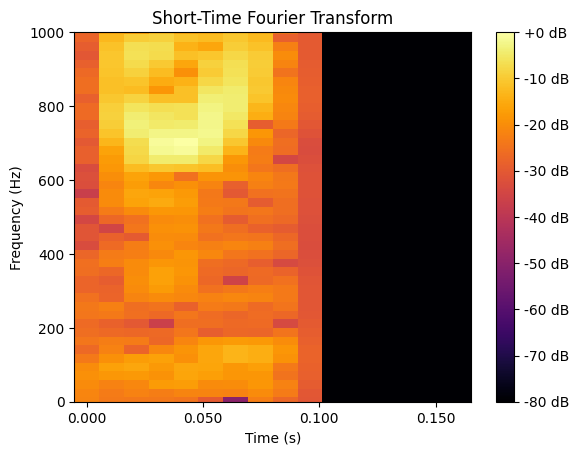 Short-Time Fourier Transform
1000
800
600
400
200
0
Frequency (Hz)
0.000
0.050
0.100
0.150
Time (s)
+0 dB
-10 dB
-20 dB
-30 dB
-40 dB
-50 dB
-60 dB
-70 dB
-80 dB